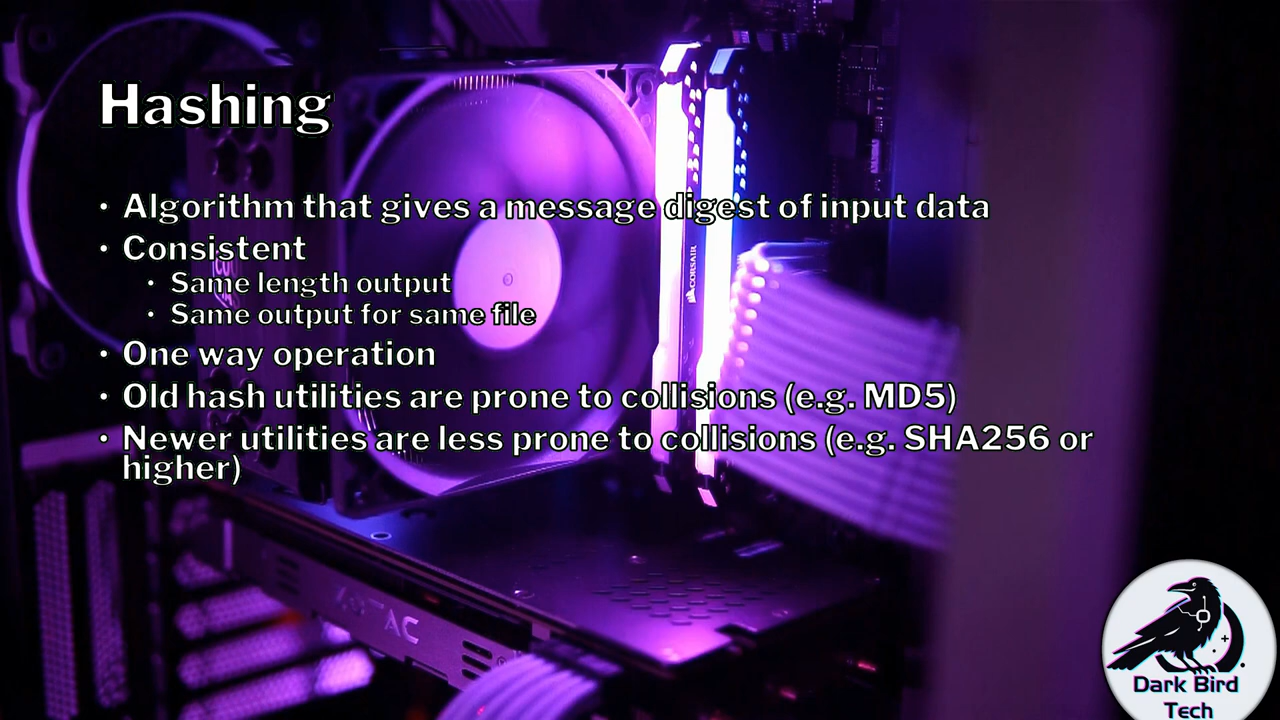 Hashing
• Algorithm that gives a message digest of input data
• Consistent
• Same length output
• Same output for same file
• One way operation
• Old hash utilities are prone to collisions (e.g. MD5)
• Newer utilities are less prone to collisions (e.g. SHA256 or
higher)
CORSAIR
Dark Bird
Tech